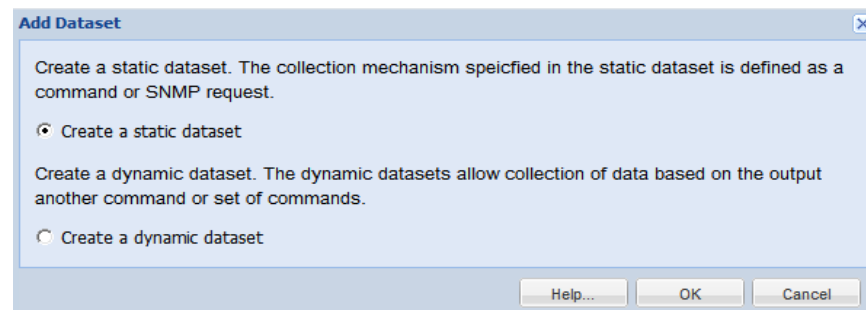 Add Dataset
Create a static dataset. The collection mechanism speicfied in the static dataset is defined as a
command or SNMP request.
Create a static dataset
Create a dynamic dataset. The dynamic datasets allow collection of data based on the output
another command or set of commands.
Create a dynamic dataset
Help... OK Cancel